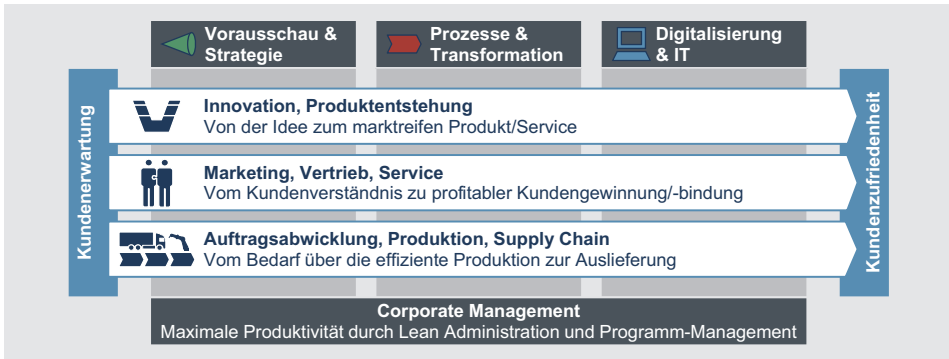 Vorausschau &
Strategie
Prozesse &
Transformation
Digitalisierung
& IT
Kundenerwartung
Innovation, Produktentstehung
Von der Idee zum marktreifen Produkt/Service
Marketing, Vertrieb, Service
Vom Kundenverständnis zu profitabler Kundengewinnung/-bindung
Auftragsabwicklung, Produktion, Supply Chain
Vom Bedarf über die effiziente Produktion zur Auslieferung
Kundenzufriedenheit
Corporate Management
Maximale Produktivität durch Lean Administration und Programm-Management